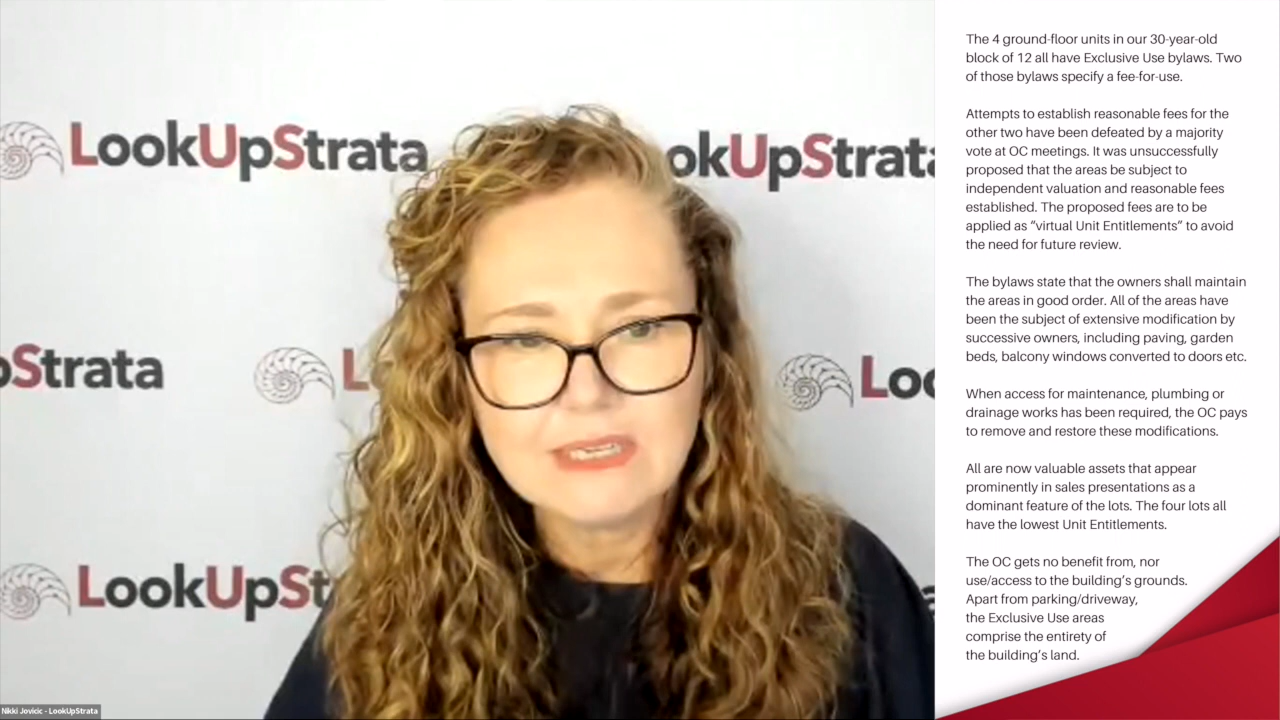 LookUpStrata
okUpStrata
pStrata
L
Loo
LookUpSt
The 4 ground-floor units in our 30-year-old
block of 12 all have Exclusive Use bylaws. Two
of those bylaws specify a fee-for-use.
Attempts to establish reasonable fees for the
other two have been defeated by a majority
vote at OC meetings. It was unsuccessfully
proposed that the areas be subject to
independent valuation and reasonable fees
established. The proposed fees are to be
applied as “virtual Unit Entitlements” to avoid
the need for future review.
The bylaws state that the owners shall maintain
the areas in good order. All of the areas have
been the subject of extensive modification by
successive owners, including paving, garden
beds, balcony windows converted to doors etc.
When access for maintenance, plumbing or
drainage works has been required, the OC pays
to remove and restore these modifications.
All are now valuable assets that appear
prominently in sales presentations as a
dominant feature of the lots. The four lots all
have the lowest Unit Entitlements.
The OC gets no benefit from, nor
use/access to the building’s grounds.
Apart from parking/driveway,
the Exclusive Use areas
comprise the entirety of
the building’s land.
Nikki Jovicic - LookUpStrata